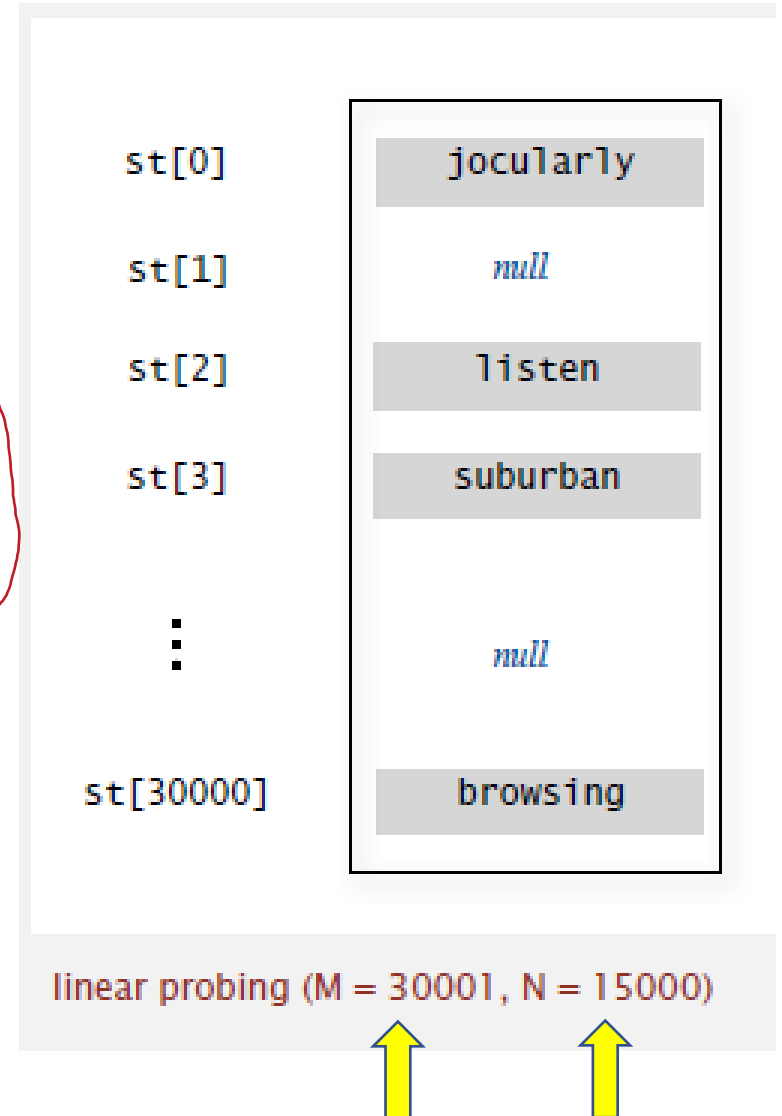 st[0] jocularly
st[1] null
st[2] listen
st[3] suburban
⋮ null
st[30000] browsing
linear probing (M = 30001, N = 15000)